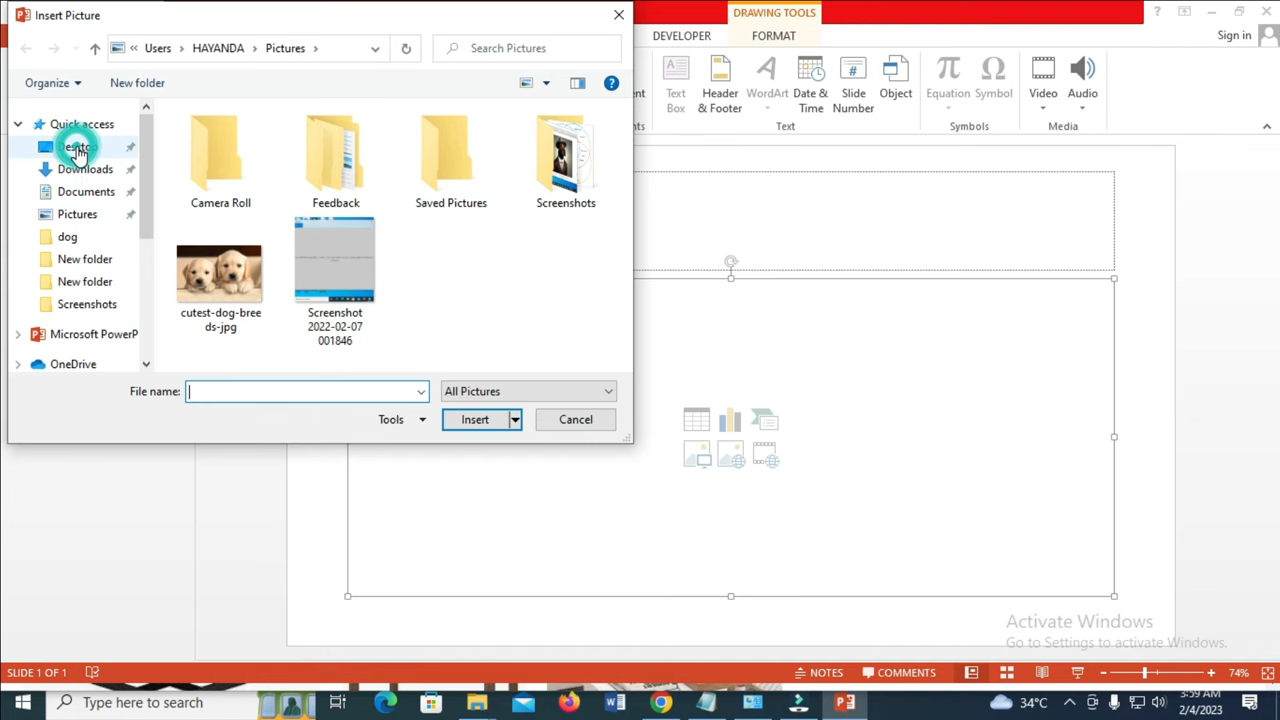 Insert Picture
DRAWING TOOLS
DEVELOPER
FORMAT
Sign in
Users
HAYANDA
Pictures
Search Pictures
Organize
New folder
Text
Box
Header
& Footer
WordArt
Date &
Time
Slide
Number
Object
Equation
Symbol
Video
Audio
Text
Symbols
Media
Quick access
Desktop
Downloads
Documents
Pictures
dog
New folder
New folder
Screenshots
Microsoft PowerP
OneDrive
Camera Roll
Feedback
Saved Pictures
Screenshots
cutest-dog-bree
ds-jpg
Screenshot
2022-02-07
001846
File name:
All Pictures
Tools
Insert
Cancel
Activate Windows
Go to Settings to activate Windows.
SLIDE 1 OF 1
NOTES
COMMENTS
74%
Type here to search
34°C
3:59 AM
2/4/2023